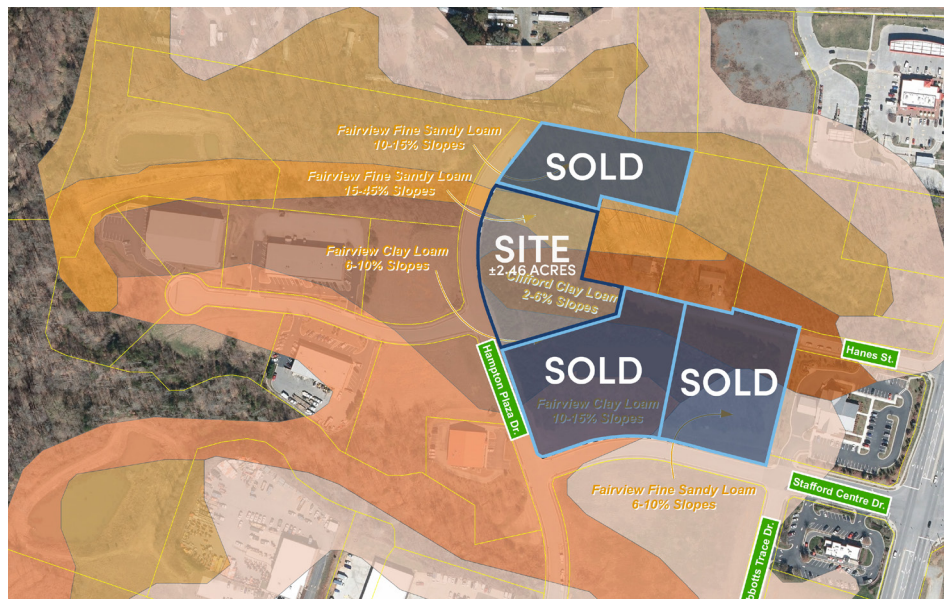 Fairview Fine Sandy Loam
10-15% Slopes
SOLD
Fairview Fine Sandy Loam
15-45% Slopes
SITE
±2.46 ACRES
Fairview Clay Loam
6-10% Slopes
Clifford Clay Loam
2-6% Slopes
Hanes St.
Hampton Plaza Dr.
SOLD
SOLD
Fairview Clay Loam
10-15% Slopes
Fairview Fine Sandy Loam
6-10% Slopes
Stafford Centre Dr.
Trace Dr.